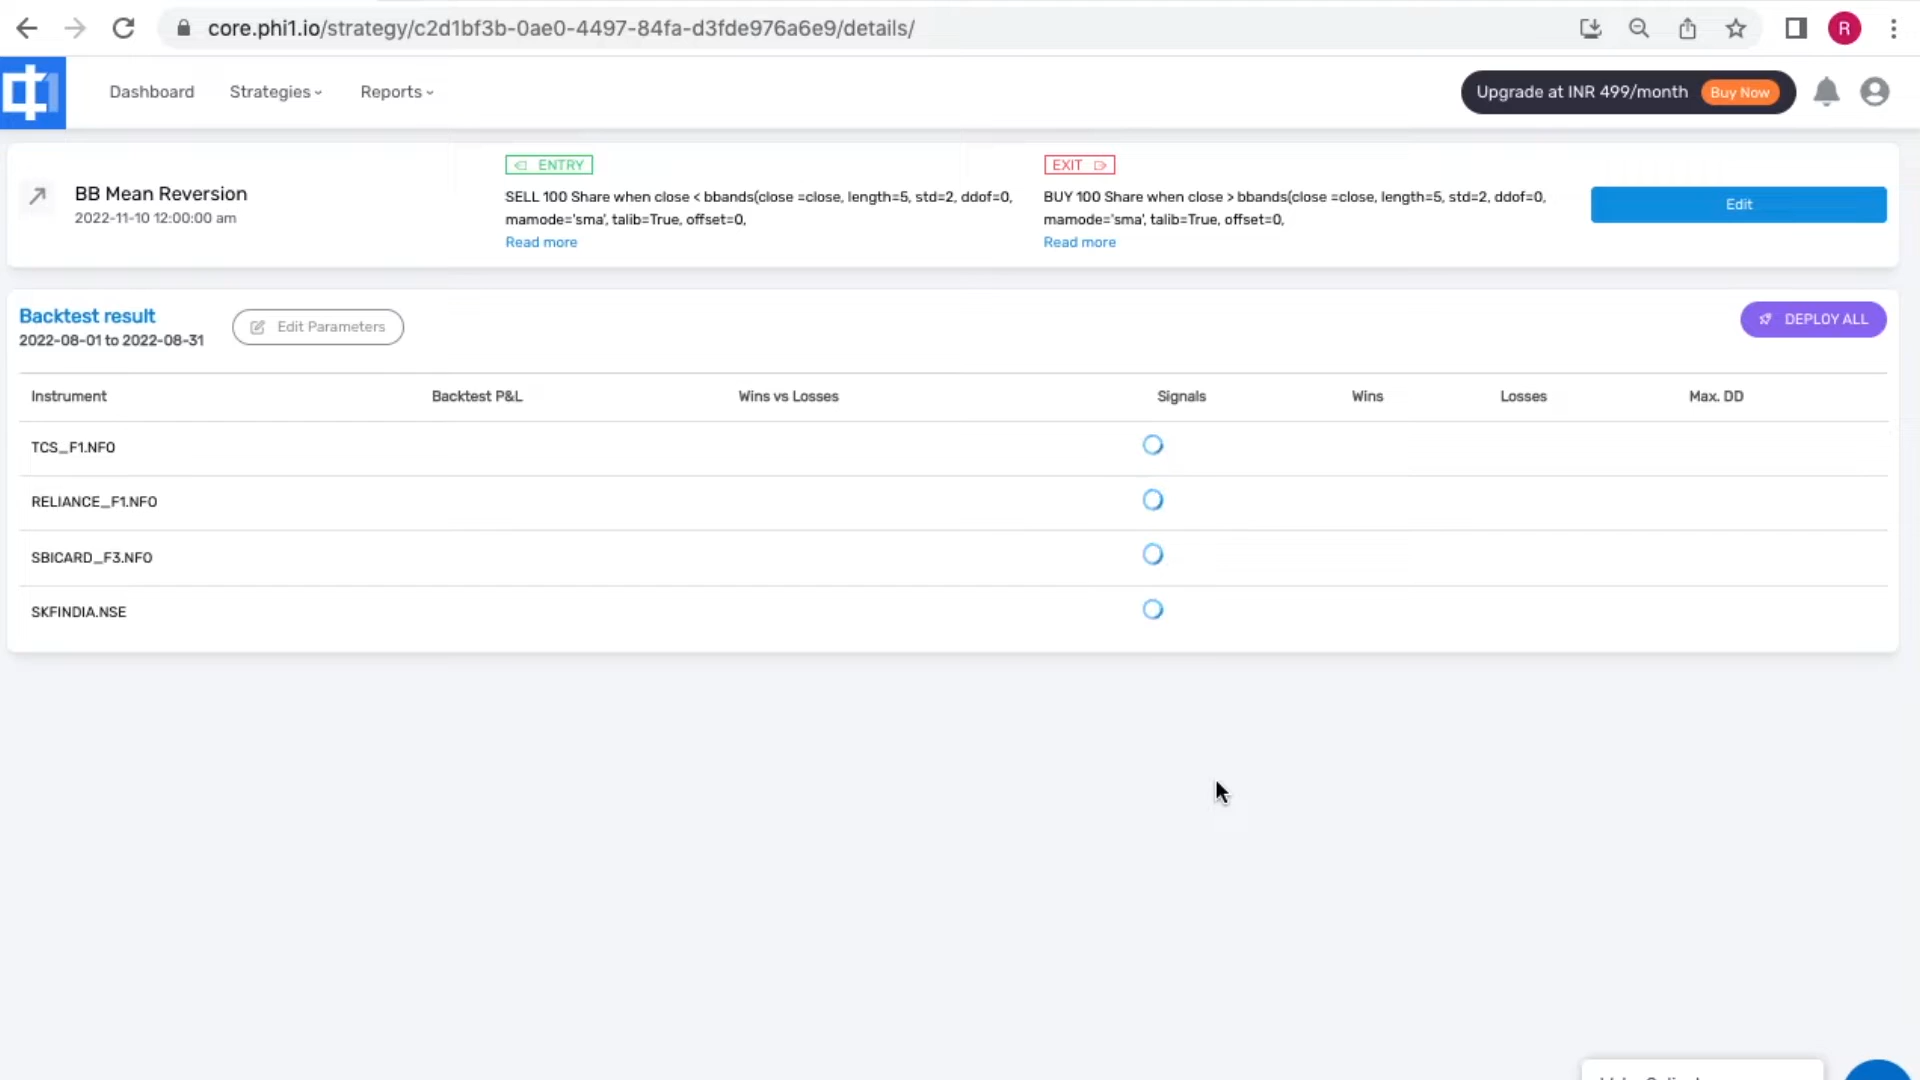 core.phi1.io/strategy/c2d1bf3b-0ae0-4497-84fa-d3fde976a6e9/details/
R
Dashboard
Strategies
Reports
Upgrade at INR 499/month
Buy Now
BB Mean Reversion
2022-11-10 12:00:00 am
ENTRY
SELL 100 Share when close < bbands(close =close, length=5, std=2, ddof=0,
mamode='sma', talib=True, offset=0,
Read more
EXIT
BUY 100 Share when close > bbands(close =close, length=5, std=2, ddof=0,
mamode='sma', talib=True, offset=0,
Read more
Edit
Backtest result
2022-08-01 to 2022-08-31
Edit Parameters
DEPLOY ALL
Instrument Backtest P&L Wins vs Losses Signals Wins Losses Max. DD
TCS_F1.NFO
RELIANCE_F1.NFO
SBICARD_F3.NFO
SKFINDIA.NSE